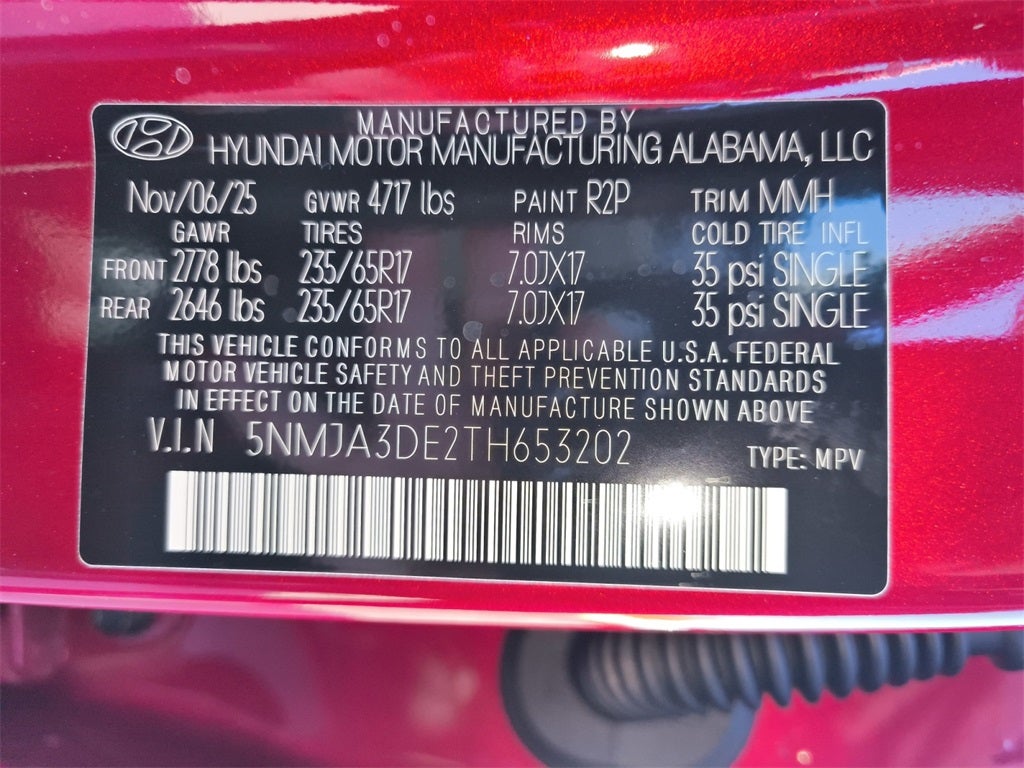 MANUFACTURED BY
HYUNDAI MOTOR MANUFACTURING ALABAMA, LLC
Nov/06/25 GVWR 4717 lbs PAINT R2P TRIM MMH
GAWR TIRES RIMS COLD TIRE INFL
FRONT 2778 lbs 235/65R17 7.0JX17 35 psi SINGLE
REAR 2646 lbs 235/65R17 7.0JX17 35 psi SINGLE
THIS VEHICLE CONFORMS TO ALL APPLICABLE U.S.A. FEDERAL
MOTOR VEHICLE SAFETY AND THEFT PREVENTION STANDARDS
IN EFFECT ON THE DATE OF MANUFACTURE SHOWN ABOVE
V.I.N 5NMJA3DE2TH653202 TYPE: MPV